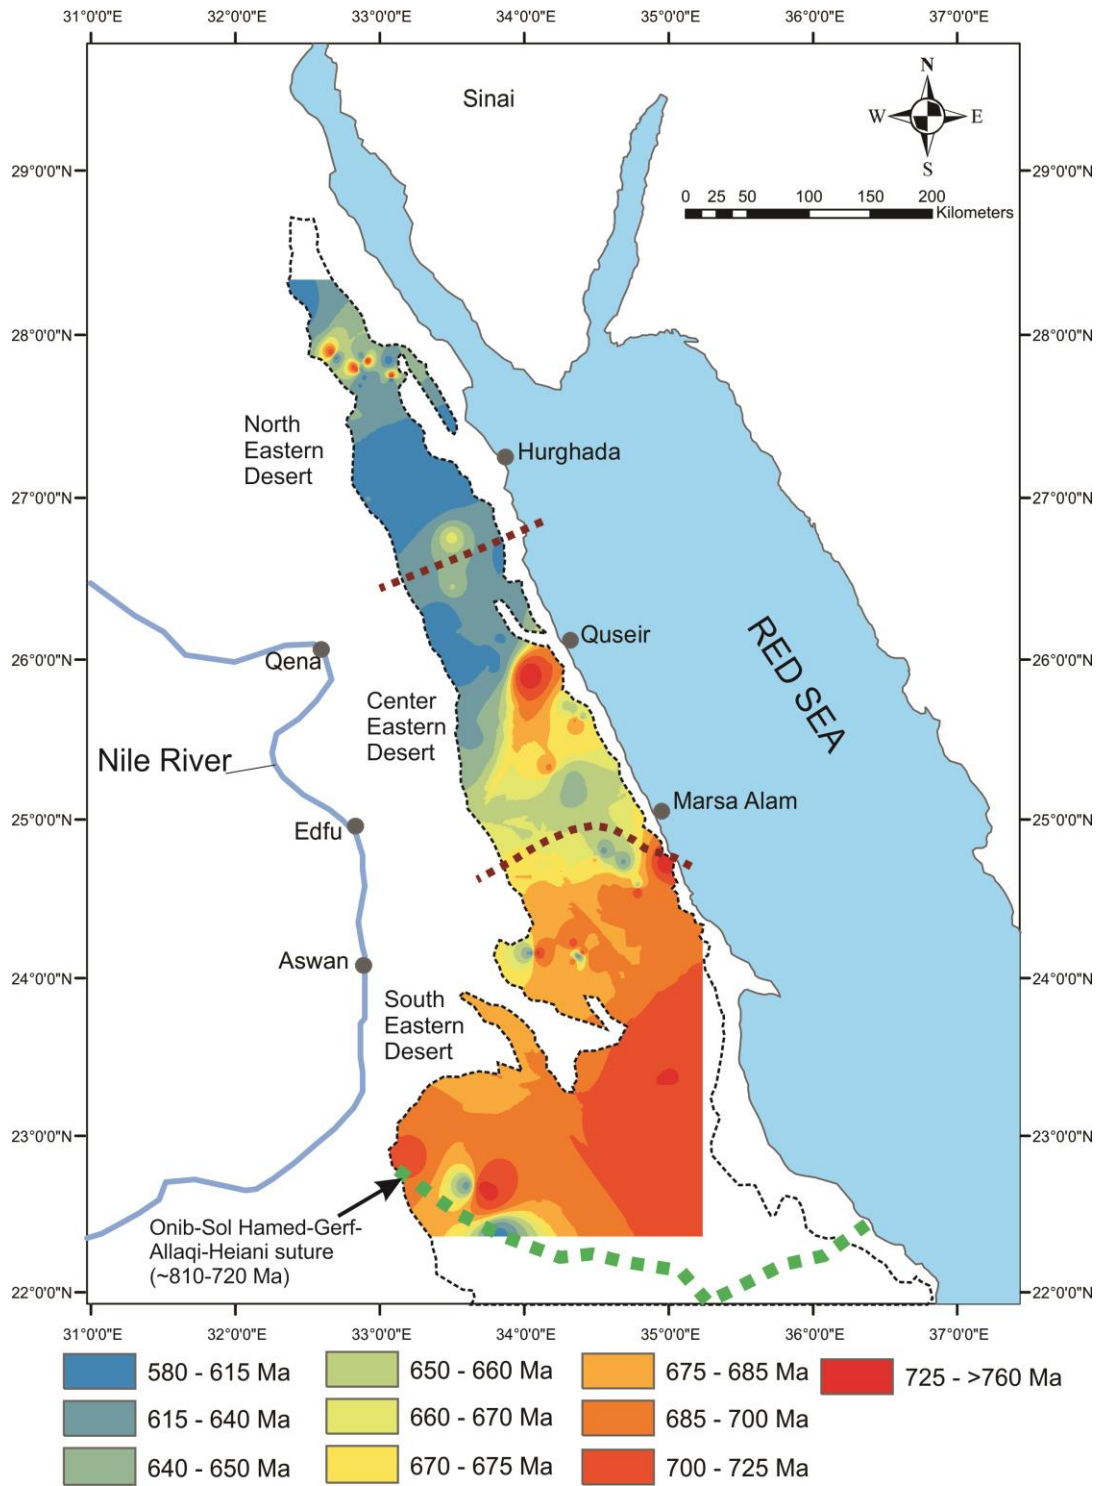 31°0'0"E 32°0'0"E 33°0'0"E 34°0'0"E 35°0'0"E 36°0'0"E 37°0'0"E
Sinai
N
W E
S
0 25 50 100 150 200
Kilometers
29°0'0"N 29°0'0"N
28°0'0"N 28°0'0"N
North
Eastern
Desert
Hurghada
27°0'0"N 27°0'0"N
RED SEA
Quseir
Qena
26°0'0"N 26°0'0"N
Center
Eastern
Desert
Nile River
Marsa Alam
Edfu
25°0'0"N 25°0'0"N
Aswan
24°0'0"N 24°0'0"N
South
Eastern
Desert
23°0'0"N 23°0'0"N
Onib-Sol Hamed-Gerf-
Allaqi-Heiani suture
(~810-720 Ma)
22°0'0"N 22°0'0"N
31°0'0"E 32°0'0"E 33°0'0"E 34°0'0"E 35°0'0"E 36°0'0"E 37°0'0"E
580 - 615 Ma
615 - 640 Ma
640 - 650 Ma
650 - 660 Ma
660 - 670 Ma
670 - 675 Ma
675 - 685 Ma
685 - 700 Ma
700 - 725 Ma
725 - >760 Ma